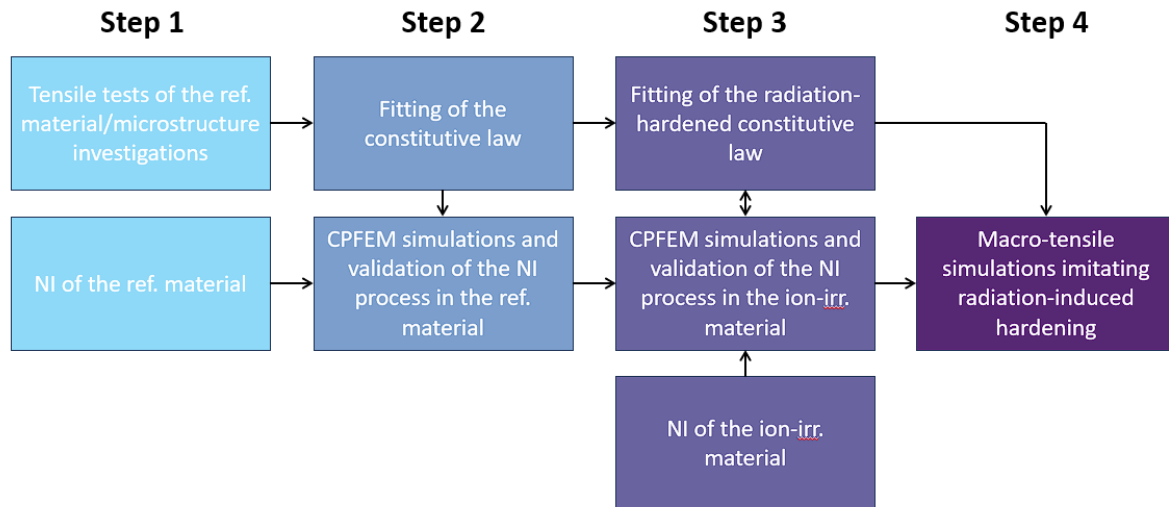 Step 1
Step 2
Step 3
Step 4
Tensile tests of the ref.
material/microstructure
investigations
Fitting of the
constitutive law
Fitting of the radiation-
hardened constitutive
law
NI of the ref. material
CPFEM simulations and
validation of the NI
process in the ref.
material
CPFEM simulations and
validation of the NI
process in the ion-irr.
material
Macro-tensile
simulations imitating
radiation-induced
hardening
NI of the ion-irr.
material